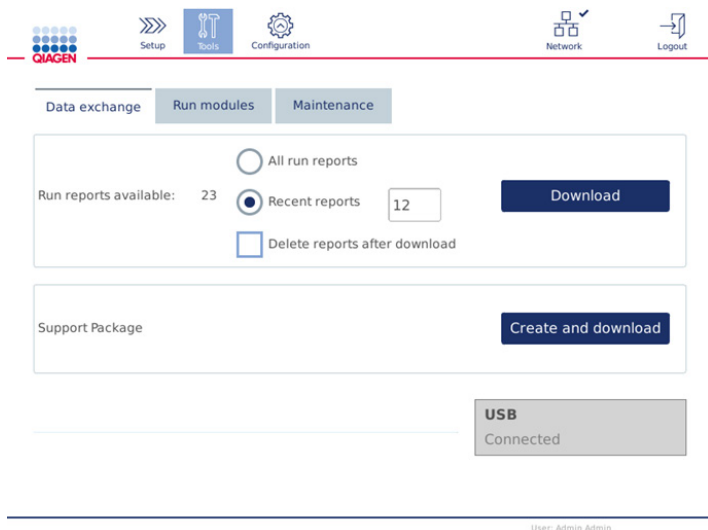 QIAGEN
Setup
Tools
Configuration
Network
Logout
Data exchange
Run modules
Maintenance
All run reports
Run reports available: 23
Recent reports 12
Download
Delete reports after download
Support Package
Create and download
USB
Connected
User: Admin Admin